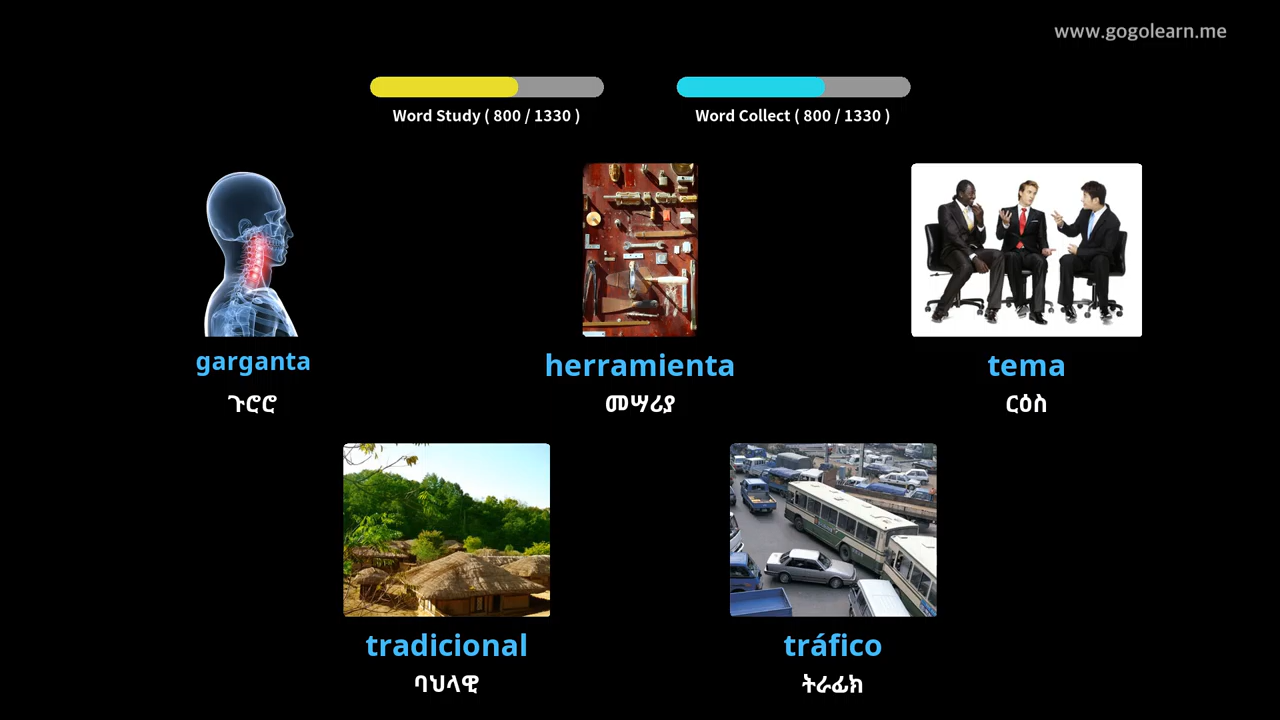 www.gogolearn.me
Word Study ( 800 / 1330 )
Word Collect ( 800 / 1330 )
garganta
ጉሮሮ
herramienta
መሣሪያ
tema
ርዕስ
tradicional
ባህላዊ
tráfico
ትራፊክ